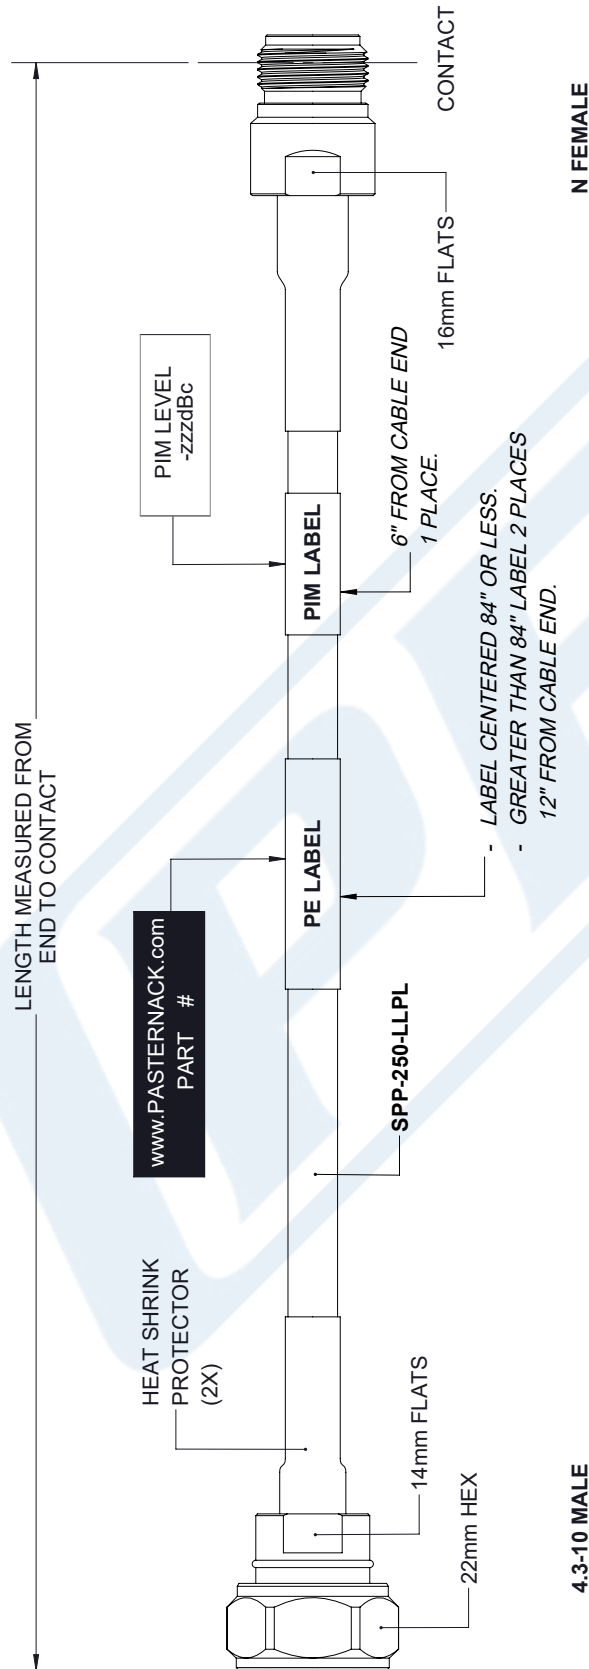 LENGTH MEASURED FROM
END TO CONTACT
www.PASTERNACK.com
PART #
PIM LEVEL
-zzzdBc
HEAT SHRINK
PROTECTOR
(2X)
PE LABEL
PIM LABEL
SPP-250-LLPL
14mm FLATS
22mm HEX
6" FROM CABLE END
1 PLACE.
16mm FLATS
CONTACT
- LABEL CENTERED 84" OR LESS.
- GREATER THAN 84" LABEL 2 PLACES
12" FROM CABLE END.
4.3-10 MALE
N FEMALE